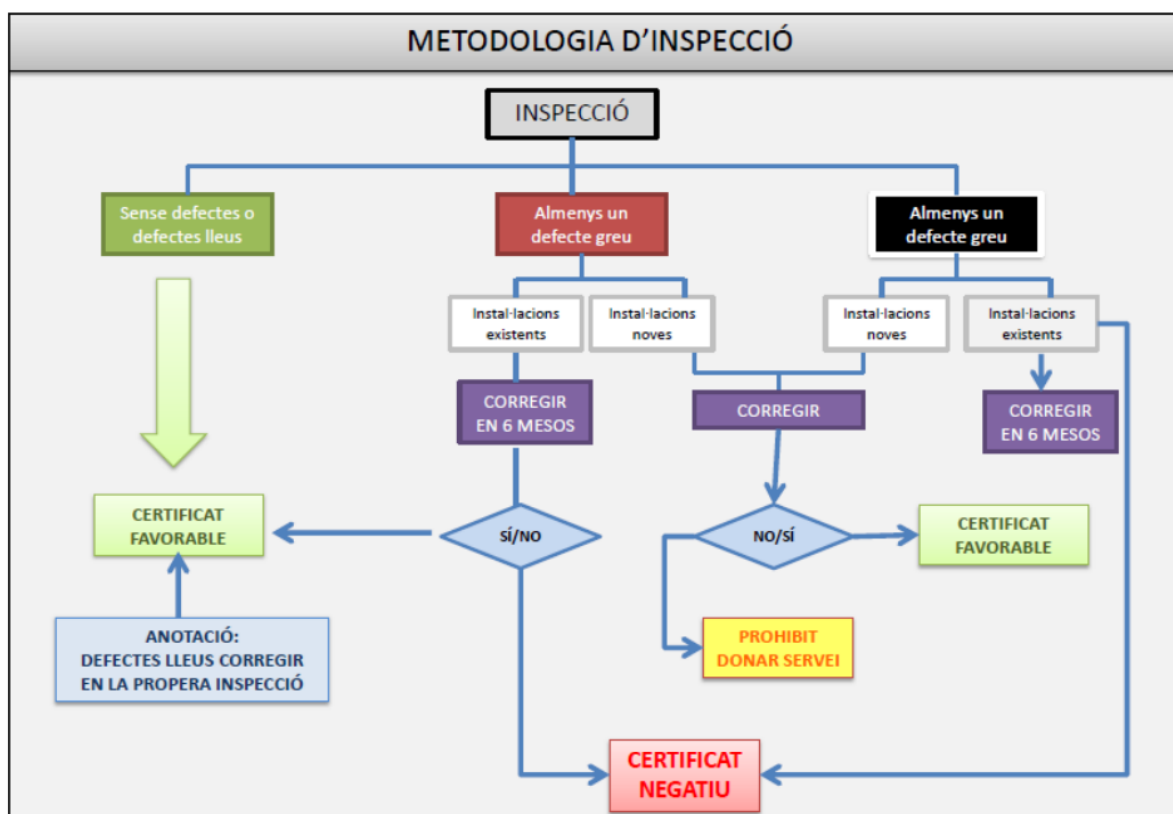 METODOLOGIA D’INSPECCIÓ
INSPECCIÓ
Sense defectes o
defectes lleus
Almenys un
defecte greu
Almenys un
defecte greu
Instal·lacions
existents
Instal·lacions
noves
Instal·lacions
noves
Instal·lacions
existents
CORREGIR
EN 6 MESOS
CORREGIR
CORREGIR
EN 6 MESOS
CERTIFICAT
FAVORABLE
SÍ/NO
NO/SÍ
CERTIFICAT
FAVORABLE
ANOTACIÓ:
DEFECTES LLEUS CORREGIR
EN LA PROPERA INSPECCIÓ
PROHIBIT
DONAR SERVEI
CERTIFICAT
NEGATIU